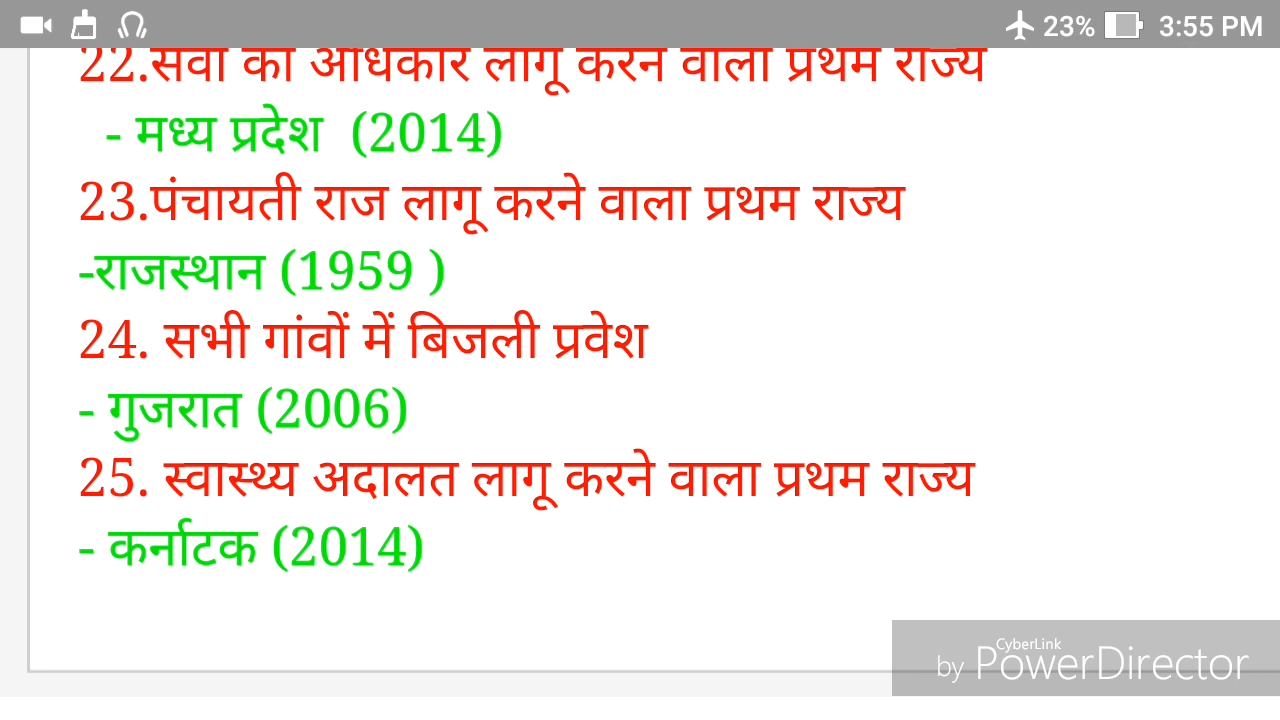 23% 3:55 PM
22.सेवा का अधिकार लागू करने वाला प्रथम राज्य
- मध्य प्रदेश (2014)
23.पंचायती राज लागू करने वाला प्रथम राज्य
-राजस्थान (1959 )
24. सभी गांवों में बिजली प्रवेश
- गुजरात (2006)
25. स्वास्थ्य अदालत लागू करने वाला प्रथम राज्य
- कर्नाटक (2014)
CyberLink
by PowerDirector